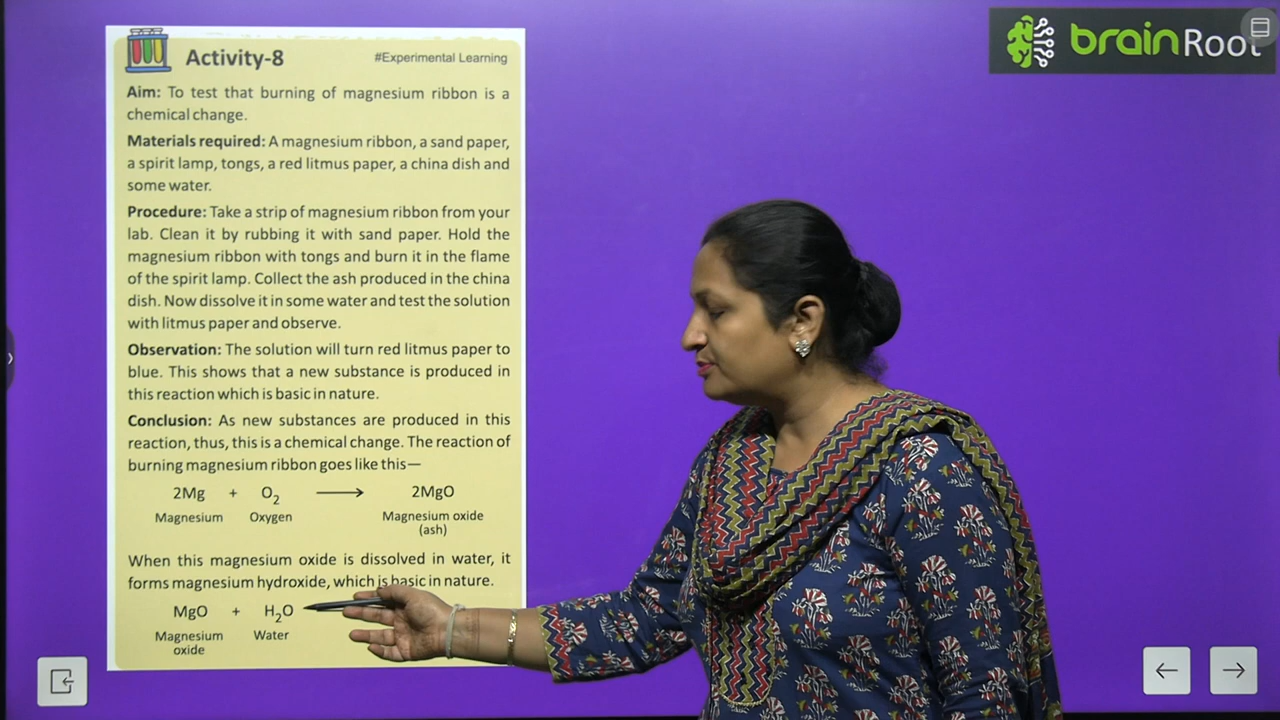 Activity-8
#Experimental Learning
Aim: To test that burning of magnesium ribbon is a
chemical change.
Materials required: A magnesium ribbon, a sand paper,
a spirit lamp, tongs, a red litmus paper, a china dish and
some water.
Procedure: Take a strip of magnesium ribbon from your
lab. Clean it by rubbing it with sand paper. Hold the
magnesium ribbon with tongs and burn it in the flame
of the spirit lamp. Collect the ash produced in the china
dish. Now dissolve it in some water and test the solution
with litmus paper and observe.
Observation: The solution will turn red litmus paper to
blue. This shows that a new substance is produced in
this reaction which is basic in nature.
Conclusion: As new substances are produced in this
reaction, thus, this is a chemical change. The reaction of
burning magnesium ribbon goes like this—
2Mg + O₂ ⟶ 2MgO
Magnesium Oxygen Magnesium oxide
(ash)
When this magnesium oxide is dissolved in water, it
forms magnesium hydroxide, which is basic in nature.
MgO + H₂O
Magnesium Water
oxide
brainRoot